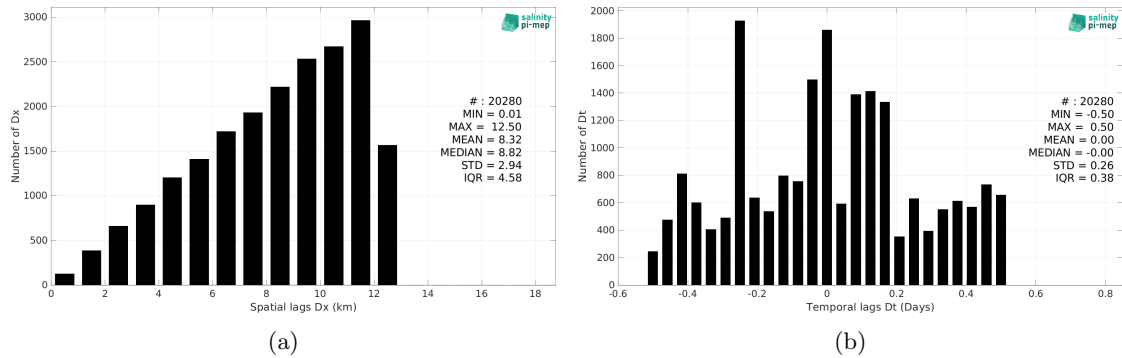 3000
2500
2000
1500
1000
500
0
0 2 4 6 8 10 12 14 16 18
Number of Dx
Spatial lags Dx (km)
salinity
pi-mep
# : 20280
MIN = 0.01
MAX = 12.50
MEAN = 8.32
MEDIAN = 8.82
STD = 2.94
IQR = 4.58
(a)
2000
1800
1600
1400
1200
1000
800
600
400
200
0
-0.6 -0.4 -0.2 0 0.2 0.4 0.6 0.8
Number of Dt
Temporal lags Dt (Days)
salinity
pi-mep
# : 20280
MIN = -0.50
MAX = 0.50
MEAN = 0.00
MEDIAN = -0.00
STD = 0.26
IQR = 0.38
(b)